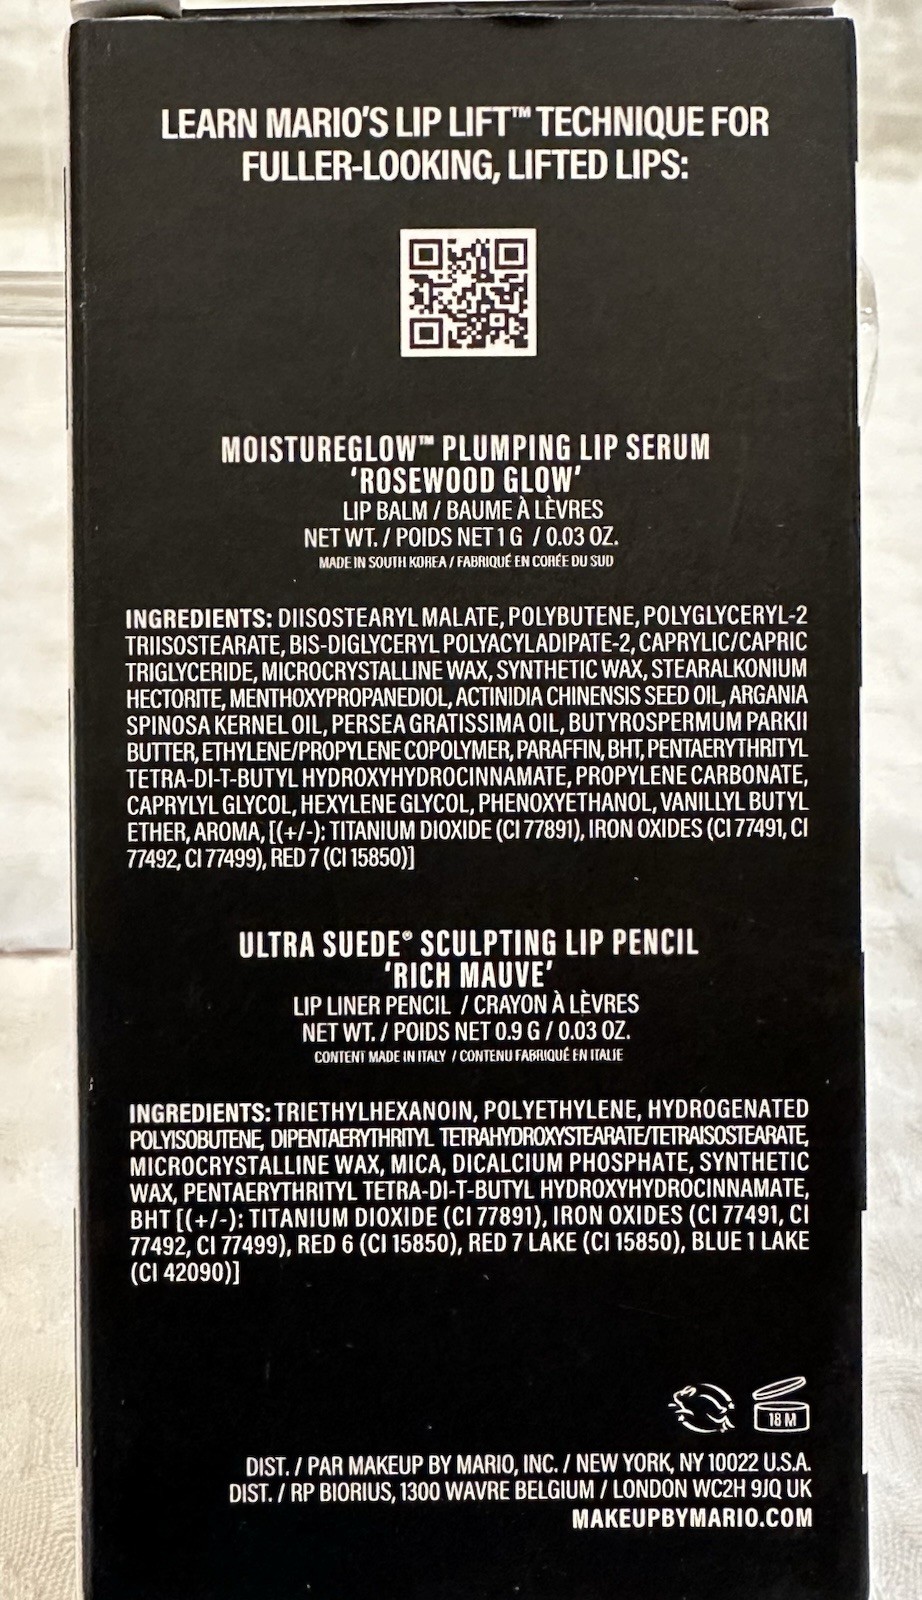 LEARN MARIO'S LIP LIFT™ TECHNIQUE FOR
FULLER-LOOKING, LIFTED LIPS:
MOISTUREGLOW™ PLUMPING LIP SERUM
'ROSEWOOD GLOW'
LIP BALM / BAUME À LÈVRES
NET WT. / POIDS NET 1 G / 0.03 OZ.
MADE IN SOUTH KOREA / FABRIQUÉ EN CORÉE DU SUD
INGREDIENTS: DIISOSTEARYL MALATE, POLYBUTENE, POLYGLYCERYL-2
TRIISOSTEARATE, BIS-DIGLYCERYL POLYACYLADIPATE-2, CAPRYLIC/CAPRIC
TRIGLYCERIDE, MICROCRYSTALLINE WAX, SYNTHETIC WAX, STEARALKONIUM
HECTORITE, MENTHOXYPROPANEDIOL, ACTINIDIA CHINENSIS SEED OIL, ARGANIA
SPINOSA KERNEL OIL, PERSEA GRATISSIMA OIL, BUTYROSPERMUM PARKII
BUTTER, ETHYLENE/PROPYLENE COPOLYMER, PARAFFIN, BHT, PENTAERYTHRITYL
TETRA-DI-T-BUTYL HYDROXYHYDROCINNAMATE, PROPYLENE CARBONATE,
CAPRYLYL GLYCOL, HEXYLENE GLYCOL, PHENOXYETHANOL, VANILLYL BUTYL
ETHER, AROMA, [(+/-): TITANIUM DIOXIDE (CI 77891), IRON OXIDES (CI 77491, CI
77492, CI 77499), RED 7 (CI 15850)]
ULTRA SUEDE® SCULPTING LIP PENCIL
'RICH MAUVE'
LIP LINER PENCIL / CRAYON À LÈVRES
NET WT. / POIDS NET 0.9 G / 0.03 OZ.
CONTENT MADE IN ITALY / CONTENU FABRIQUÉ EN ITALIE
INGREDIENTS: TRIETHYLHEXANOIN, POLYETHYLENE, HYDROGENATED
POLYISOBUTENE, DIPENTAERYTHRITYL TETRAHYDROXYSTEARATE/TETRAISOSTEARATE,
MICROCRYSTALLINE WAX, MICA, DICALCIUM PHOSPHATE, SYNTHETIC
WAX, PENTAERYTHRITYL TETRA-DI-T-BUTYL HYDROXYHYDROCINNAMATE,
BHT [(+/-): TITANIUM DIOXIDE (CI 77891), IRON OXIDES (CI 77491, CI
77492, CI 77499), RED 6 (CI 15850), RED 7 LAKE (CI 15850), BLUE 1 LAKE
(CI 42090)]
18 M
DIST. / PAR MAKEUP BY MARIO, INC. / NEW YORK, NY 10022 U.S.A.
DIST. / RP BIORIUS, 1300 WAVRE BELGIUM / LONDON WC2H 9JQ UK
MAKEUPBYMARIO.COM